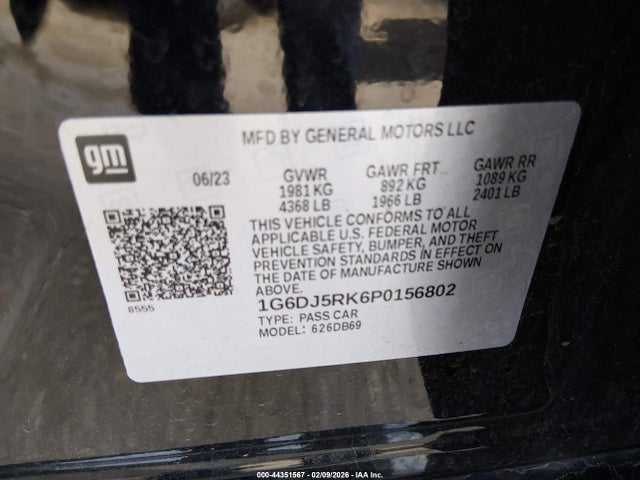 MFD BY GENERAL MOTORS LLC
gm
06/23
GVWR
1981 KG
4368 LB
GAWR FRT
892 KG
1966 LB
GAWR RR
1089 KG
2401 LB
THIS VEHICLE CONFORMS TO ALL
APPLICABLE U.S. FEDERAL MOTOR
VEHICLE SAFETY, BUMPER, AND THEFT
PREVENTION STANDARDS IN EFFECT ON
THE DATE OF MANUFACTURE SHOWN
ABOVE.
8555
1G6DJ5RK6P0156802
TYPE: PASS CAR
MODEL: 626DB69
000-44351567 - 02/09/2026 - IAA Inc.